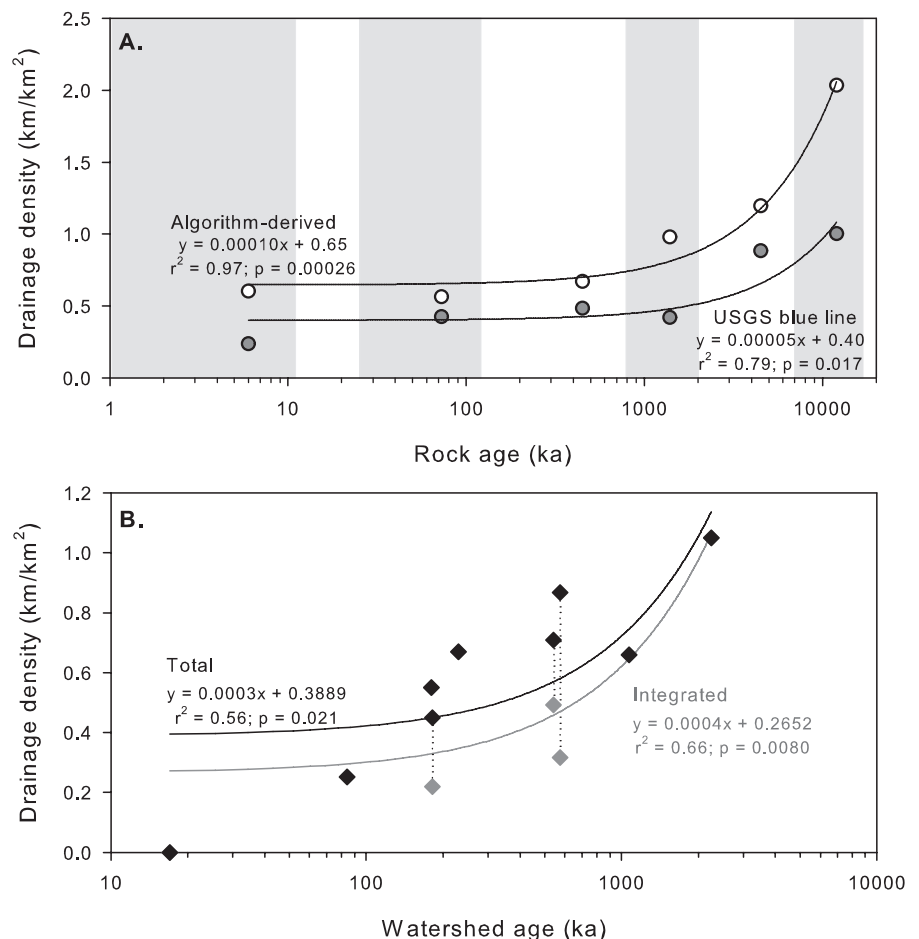 A.
2.5
2.0
1.5
1.0
0.5
0.0
Drainage density (km/km²)
Algorithm-derived
y = 0.00010x + 0.65
r² = 0.97; p = 0.00026
USGS blue line
y = 0.00005x + 0.40
r² = 0.79; p = 0.017
1 10 100 1000 10000
Rock age (ka)
B.
1.2
1.0
0.8
0.6
0.4
0.2
0.0
Drainage density (km/km²)
Total
y = 0.0003x + 0.3889
r² = 0.56; p = 0.021
Integrated
y = 0.0004x + 0.2652
r² = 0.66; p = 0.0080
10 100 1000 10000
Watershed age (ka)